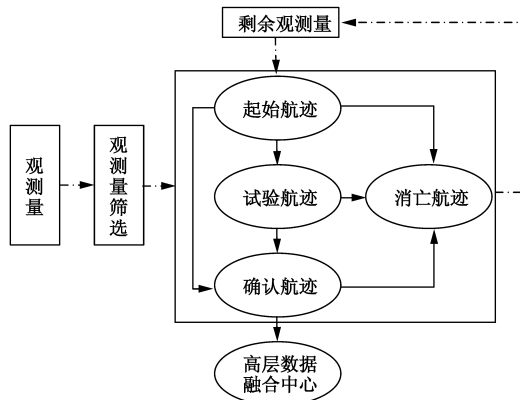 剩余观测量
起始航迹
观测量
观测量筛选
试验航迹
消亡航迹
确认航迹
高层数据
融合中心